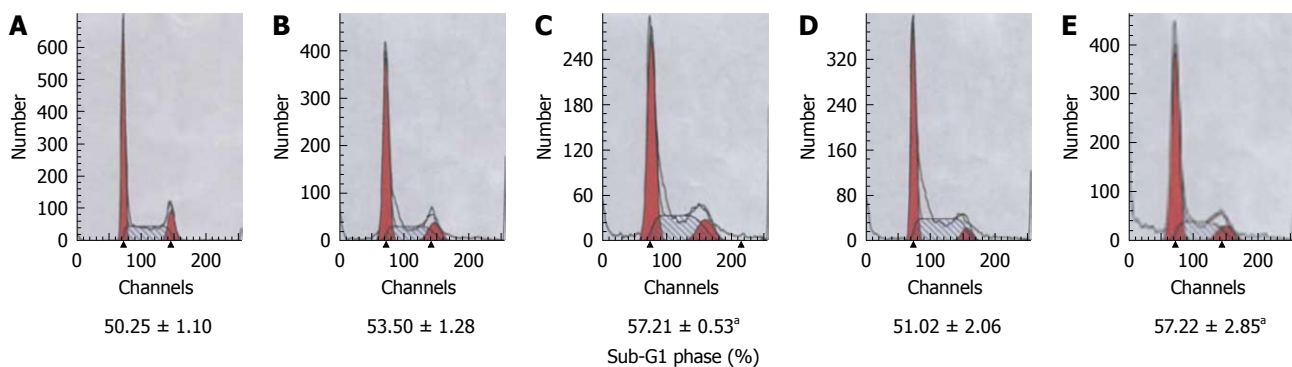 A
B
C
D
E
Number
600
500
400
300
200
100
0
0 100 200
Channels
50.25 ± 1.10
Number
400
300
200
100
0
0 100 200
Channels
53.50 ± 1.28
Number
240
180
120
60
0
0 100 200
Channels
57.21 ± 0.53ᵃ
Number
320
240
160
80
0
0 100 200
Channels
51.02 ± 2.06
Number
400
300
200
100
0
0 100 200
Channels
57.22 ± 2.85ᵃ
Sub-G1 phase (%)